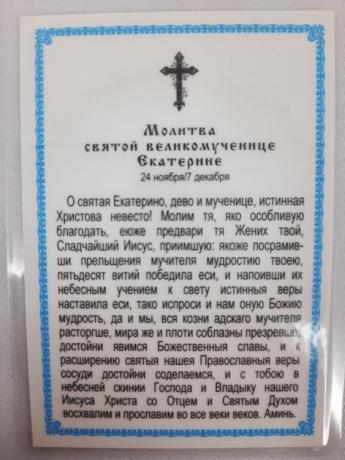 Молитва
святой великомученице
Екатерине
24 ноября/7 декабря
О святая Екатерино, дево и мученице, истинная
Христова невесто! Молим тя, яко особливую
благодать, еюже предвари тя Жених твой,
Сладчайший Иисус, приимшую: якоже посрамив-
ши прельщения мучителя мудростию твоею,
пятьдесят витий победила еси, и напоивши их
небесным учением к свету истинныя веры
наставила еси, тако испроси и нам оную Божию
мудрость, да и мы, вся козни адскаго мучителя
расторгше, мира же и плоти соблазны презревше,
достойни явимся Божественныя славы, и к
расширению святыя нашея Православныя веры
сосуди достойни соделаемся, и с тобою в
небесней скинии Господа и Владыку нашего
Иисуса Христа со Отцем и Святым Духом
восхвалим и прославим во все веки веков. Аминь.